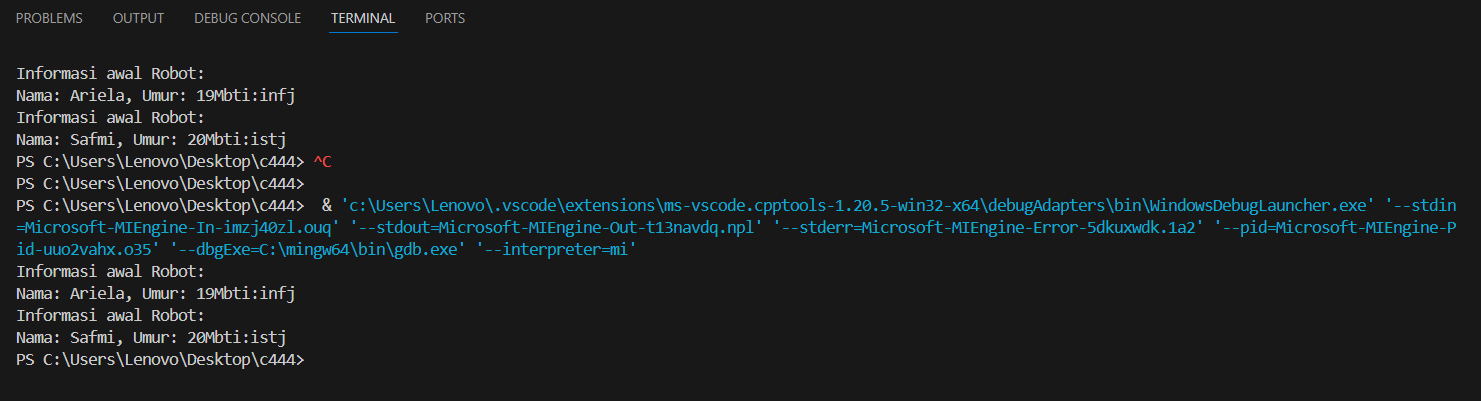 PROBLEMS OUTPUT DEBUG CONSOLE TERMINAL PORTS
Informasi awal Robot:
Nama: Ariela, Umur: 19Mbti:infj
Informasi awal Robot:
Nama: Safmi, Umur: 20Mbti:istj
PS C:\Users\Lenovo\Desktop\c444> ^C
PS C:\Users\Lenovo\Desktop\c444>
PS C:\Users\Lenovo\Desktop\c444>  & 'c:\Users\Lenovo\.vscode\extensions\ms-vscode.cpptools-1.20.5-win32-x64\debugAdapters\bin\WindowsDebugLauncher.exe' '--stdin
=Microsoft-MIEngine-In-imzj40zl.ouq' '--stdout=Microsoft-MIEngine-Out-t13navdq.npl' '--stderr=Microsoft-MIEngine-Error-5dkuxwdk.1a2' '--pid=Microsoft-MIEngine-P
id-uuo2vahx.o35' '--dbgExe=C:\mingw64\bin\gdb.exe' '--interpreter=mi'
Informasi awal Robot:
Nama: Ariela, Umur: 19Mbti:infj
Informasi awal Robot:
Nama: Safmi, Umur: 20Mbti:istj
PS C:\Users\Lenovo\Desktop\c444>